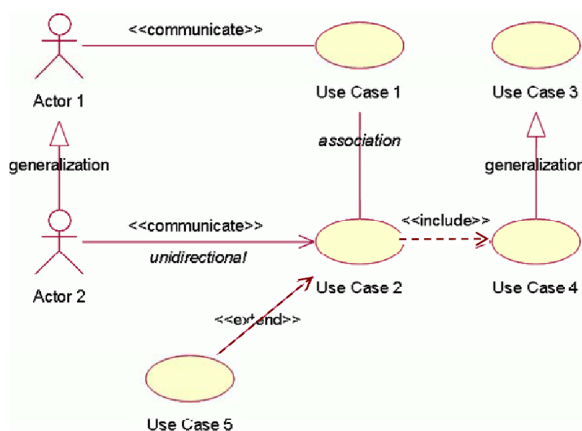 <<communicate>>
Actor 1
Use Case 1
Use Case 3
generalization
association
generalization
<<communicate>>
unidirectional
<<include>>
Actor 2
Use Case 2
Use Case 4
<<extend>>
Use Case 5